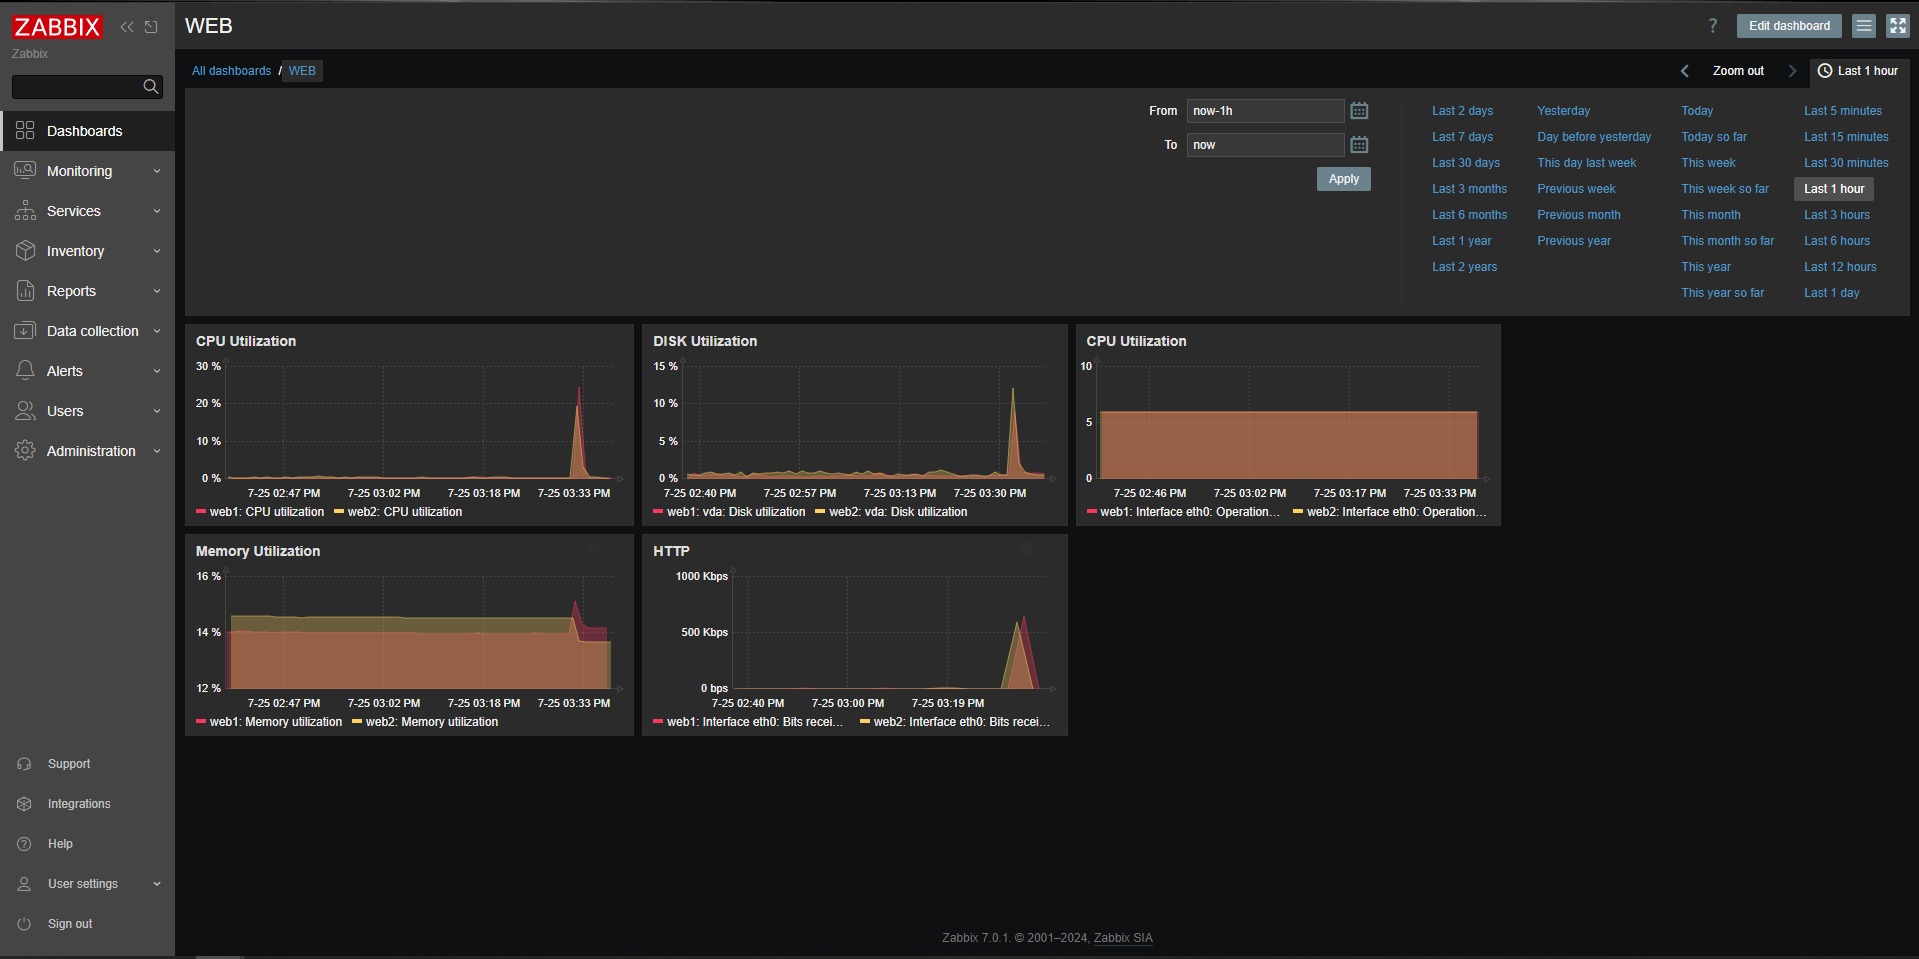 ZABBIX
Zabbix
Dashboards
Monitoring
Services
Inventory
Reports
Data collection
Alerts
Users
Administration
Support
Integrations
Help
User settings
Sign out
WEB
? Edit dashboard
All dashboards / WEB
Zoom out
Last 1 hour
From now-1h
To now
Apply
Last 2 days Yesterday Today Last 5 minutes
Last 7 days Day before yesterday Today so far Last 15 minutes
Last 30 days This day last week This week Last 30 minutes
Last 3 months Previous week This week so far Last 1 hour
Last 6 months Previous month This month Last 3 hours
Last 1 year Previous year This month so far Last 6 hours
Last 2 years This year Last 12 hours
This year so far Last 1 day
CPU Utilization
30 %
20 %
10 %
0 %
7-25 02:47 PM 7-25 03:02 PM 7-25 03:18 PM 7-25 03:33 PM
web1: CPU utilization web2: CPU utilization
DISK Utilization
15 %
10 %
5 %
0 %
7-25 02:40 PM 7-25 02:57 PM 7-25 03:13 PM 7-25 03:30 PM
web1: vda: Disk utilization web2: vda: Disk utilization
CPU Utilization
10
5
0
7-25 02:46 PM 7-25 03:02 PM 7-25 03:17 PM 7-25 03:33 PM
web1: Interface eth0: Operation... web2: Interface eth0: Operation...
Memory Utilization
16 %
14 %
12 %
7-25 02:47 PM 7-25 03:02 PM 7-25 03:18 PM 7-25 03:33 PM
web1: Memory utilization web2: Memory utilization
HTTP
1000 Kbps
500 Kbps
0 bps
7-25 02:40 PM 7-25 03:00 PM 7-25 03:19 PM
web1: Interface eth0: Bits recei... web2: Interface eth0: Bits recei...
Zabbix 7.0.1. © 2001–2024, Zabbix SIA